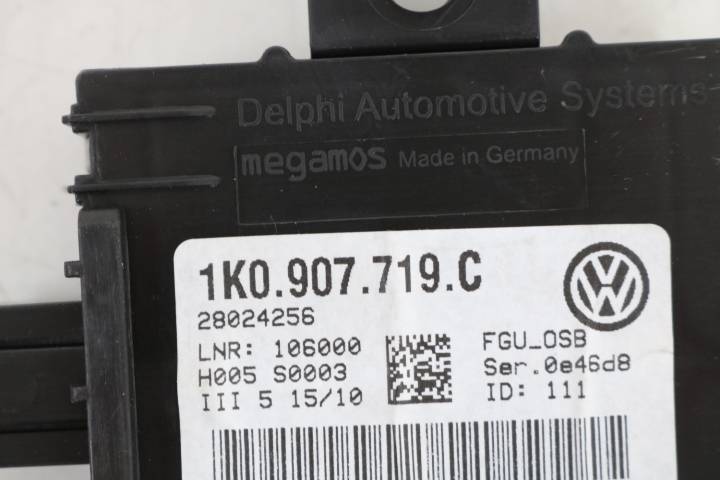 Delphi Automotive Systems
megamos Made in Germany
1K0.907.719.C
28024256
LNR: 106000
H005 S0003
III 5 15/10
FGU_OSB
Ser.0e46d8
ID: 111